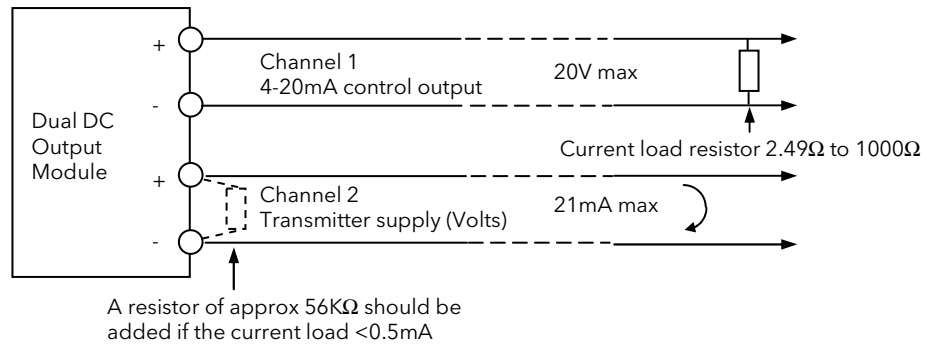 +
Channel 1
4-20mA control output
20V max
-
Dual DC
Output
Module
Current load resistor 2.49Ω to 1000Ω
+
Channel 2
Transmitter supply (Volts)
21mA max
-
A resistor of approx 56KΩ should be
added if the current load <0.5mA